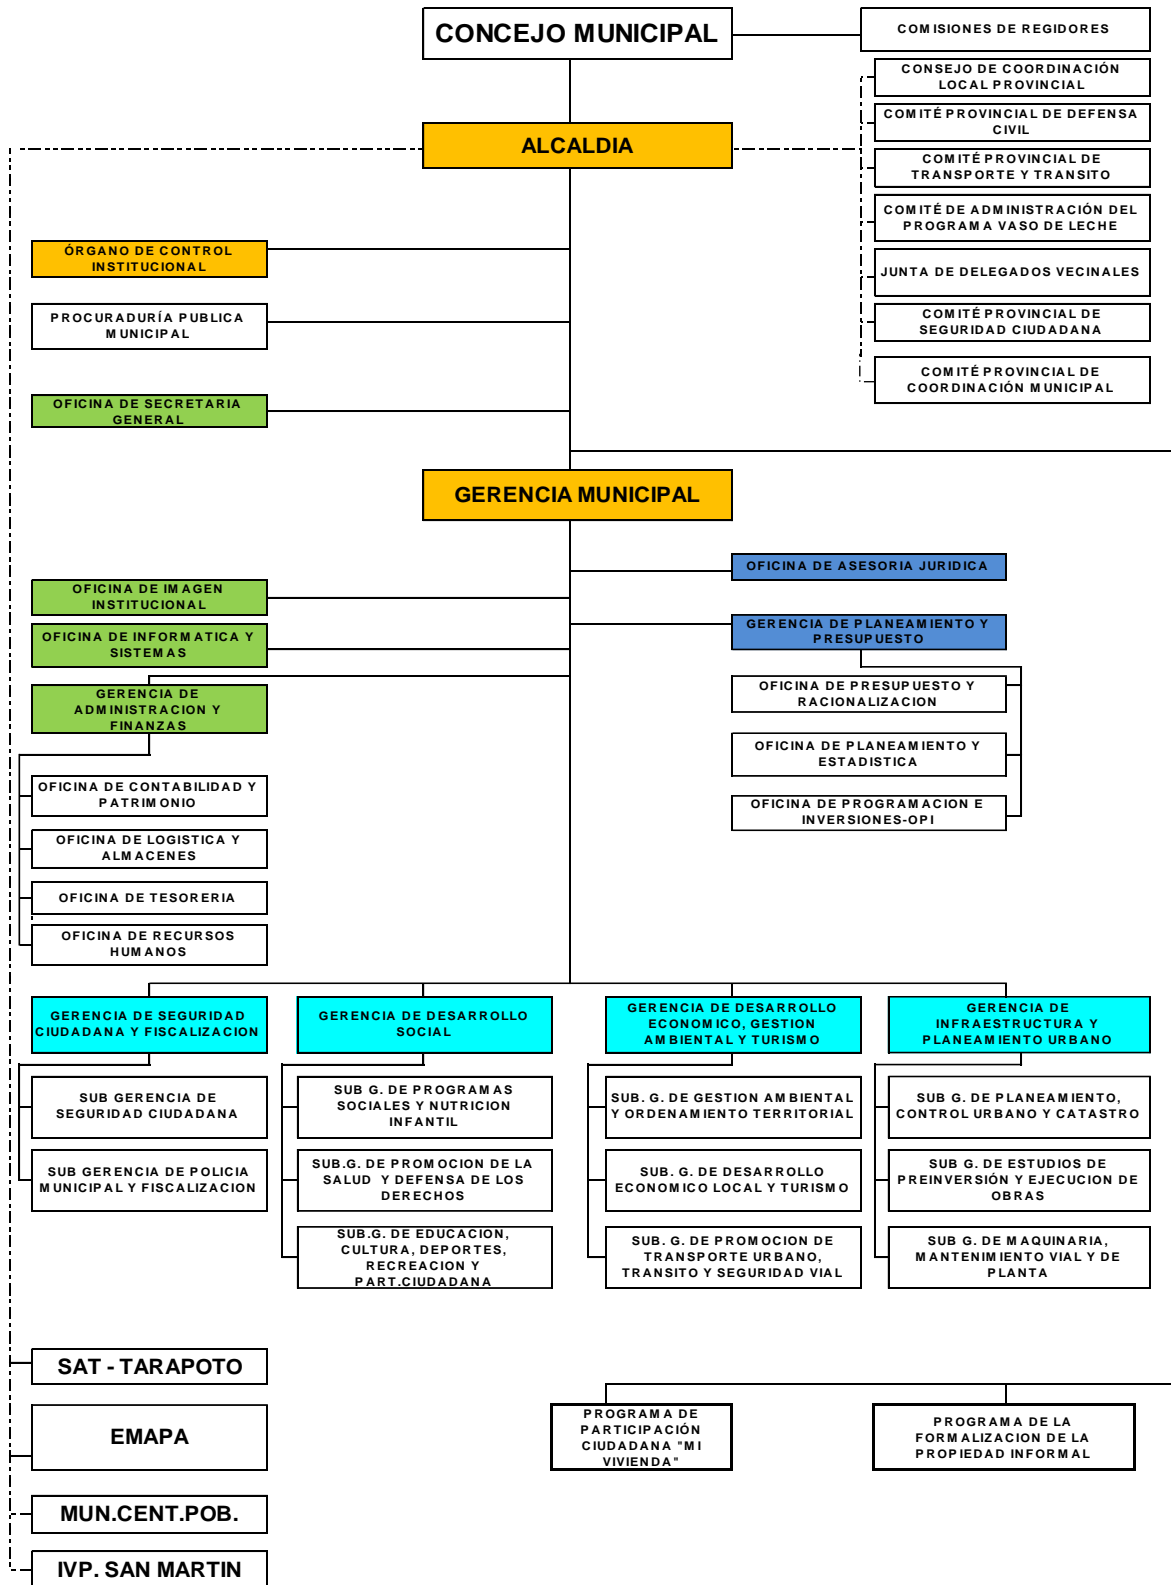 CONCEJO MUNICIPAL
COMISIONES DE REGIDORES
CONSEJO DE COORDINACIÓN
LOCAL PROVINCIAL
COMITÉ PROVINCIAL DE DEFENSA
CIVIL
ALCALDIA
COMITÉ PROVINCIAL DE
TRANSPORTE Y TRANSITO
COMITÉ DE ADMINISTRACIÓN DEL
PROGRAMA VASO DE LECHE
ÓRGANO DE CONTROL
INSTITUCIONAL
JUNTA DE DELEGADOS VECINALES
PROCURADURÍA PUBLICA
MUNICIPAL
COMITÉ PROVINCIAL DE
SEGURIDAD CIUDADANA
COMITÉ PROVINCIAL DE
COORDINACIÓN MUNICIPAL
OFICINA DE SECRETARIA
GENERAL
GERENCIA MUNICIPAL
OFICINA DE ASESORIA JURIDICA
OFICINA DE IMAGEN
INSTITUCIONAL
GERENCIA DE PLANEAMIENTO Y
PRESUPUESTO
OFICINA DE INFORMATICA Y
SISTEMAS
OFICINA DE PRESUPUESTO Y
RACIONALIZACION
GERENCIA DE
ADMINISTRACION Y
FINANZAS
OFICINA DE PLANEAMIENTO Y
ESTADISTICA
OFICINA DE CONTABILIDAD Y
PATRIMONIO
OFICINA DE PROGRAMACION E
INVERSIONES-OPI
OFICINA DE LOGISTICA Y
ALMACENES
OFICINA DE TESORERIA
OFICINA DE RECURSOS
HUMANOS
GERENCIA DE SEGURIDAD
CIUDADANA Y FISCALIZACION
GERENCIA DE DESARROLLO
SOCIAL
GERENCIA DE DESARROLLO
ECONOMICO, GESTION
AMBIENTAL Y TURISMO
GERENCIA DE
INFRAESTRUCTURA Y
PLANEAMIENTO URBANO
SUB GERENCIA DE
SEGURIDAD CIUDADANA
SUB G. DE PROGRAMAS
SOCIALES Y NUTRICION
INFANTIL
SUB. G. DE GESTION AMBIENTAL
Y ORDENAMIENTO TERRITORIAL
SUB G. DE PLANEAMIENTO,
CONTROL URBANO Y CATASTRO
SUB GERENCIA DE POLICIA
MUNICIPAL Y FISCALIZACION
SUB.G. DE PROMOCION DE LA
SALUD Y DEFENSA DE LOS
DERECHOS
SUB. G. DE DESARROLLO
ECONOMICO LOCAL Y TURISMO
SUB G. DE ESTUDIOS DE
PREINVERSIÓN Y EJECUCION DE
OBRAS
SUB.G. DE EDUCACION,
CULTURA, DEPORTES,
RECREACION Y
PART.CIUDADANA
SUB. G. DE PROMOCION DE
TRANSPORTE URBANO,
TRANSITO Y SEGURIDAD VIAL
SUB G. DE MAQUINARIA,
MANTENIMIENTO VIAL Y DE
PLANTA
SAT - TARAPOTO
EMAPA
PROGRAMA DE
PARTICIPACIÓN
CIUDADANA "MI
VIVIENDA"
PROGRAMA DE LA
FORMALIZACION DE LA
PROPIEDAD INFORMAL
MUN.CENT.POB.
IVP. SAN MARTIN